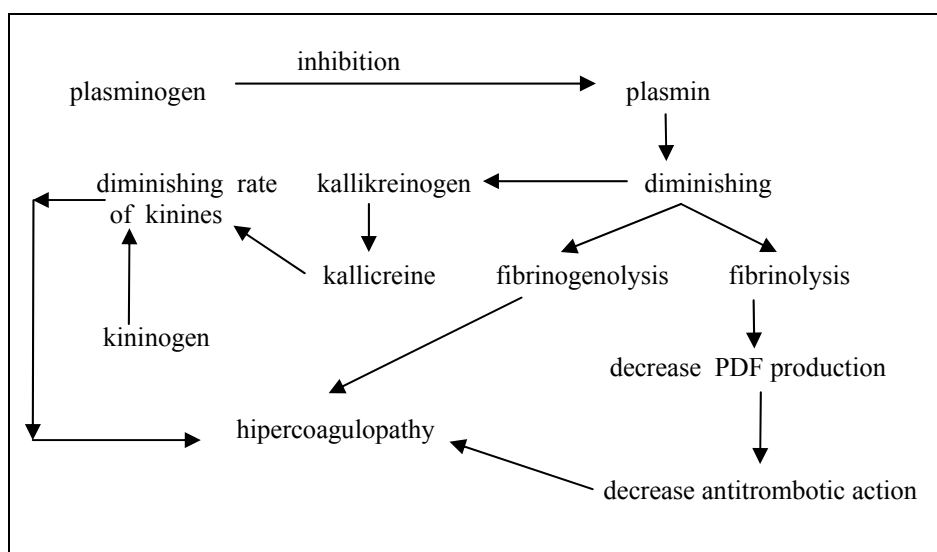 inhibition
plasminogen
plasmin
diminishing rate
of kinines
kallikreinogen
diminishing
kallicreine
fibrinogenolysis
fibrinolysis
kininogen
decrease PDF production
hipercoagulopathy
decrease antitrombotic action